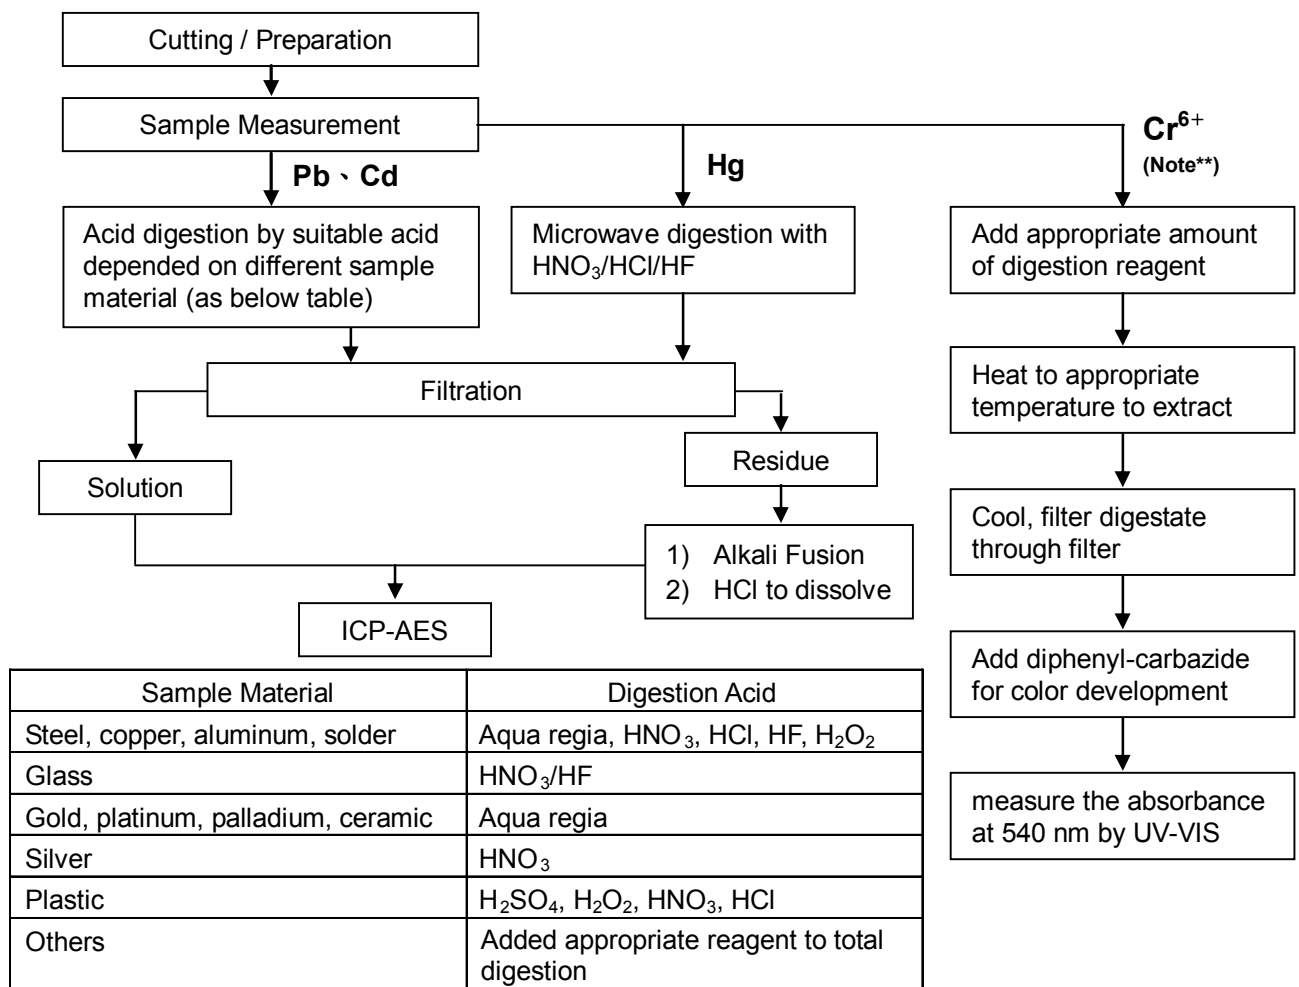 Cutting / Preparation
Sample Measurement
Pb、Cd
Hg
Cr⁶⁺
(Note**)
Acid digestion by suitable acid
depended on different sample
material (as below table)
Microwave digestion with
HNO₃/HCl/HF
Add appropriate amount
of digestion reagent
Filtration
Heat to appropriate
temperature to extract
Solution
Residue
Cool, filter digestate
through filter
1) Alkali Fusion
2) HCl to dissolve
ICP-AES
Add diphenyl-carbazide
for color development
measure the absorbance
at 540 nm by UV-VIS
Sample Material Digestion Acid
Steel, copper, aluminum, solder Aqua regia, HNO₃, HCl, HF, H₂O₂
Glass HNO₃/HF
Gold, platinum, palladium, ceramic Aqua regia
Silver HNO₃
Plastic H₂SO₄, H₂O₂, HNO₃, HCl
Others Added appropriate reagent to total
digestion